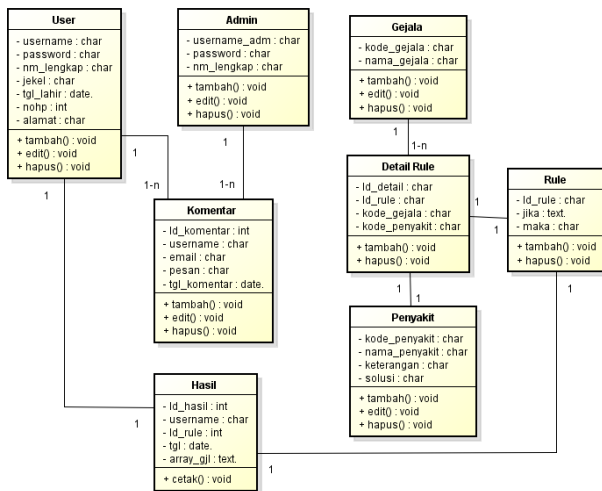 User
- username : char
- password : char
- nm_lengkap : char
- jekel : char
- tgl_lahir : date.
- nohp : int
- alamat : char
+ tambah() : void
+ edit() : void
+ hapus() : void
Admin
- username_adm : char
- password : char
- nm_lengkap : char
+ tambah() : void
+ edit() : void
+ hapus() : void
Gejala
- kode_gejala : char
- nama_gejala : char
+ tambah() : void
+ edit() : void
+ hapus() : void
1
1
1
1
1-n
1-n
1-n
Komentar
- Id_komentar : int
- username : char
- email : char
- pesan : char
- tgl_komentar : date.
+ tambah() : void
+ edit() : void
+ hapus() : void
Detail Rule
- Id_detail : char
- Id_rule : char
- kode_gejala : char
- kode_penyakit : char
+ tambah() : void
+ hapus() : void
1
1
Rule
- Id_rule : char
- jika : text.
- maka : char
+ tambah() : void
+ hapus() : void
1
1
1
Penyakit
- kode_penyakit : char
- nama_penyakit : char
- keterangan : char
- solusi : char
+ tambah() : void
+ edit() : void
+ hapus() : void
Hasil
- Id_hasil : int
- username : char
- Id_rule : int
- tgl : date.
- array_gjl : text.
+ cetak() : void
1
1